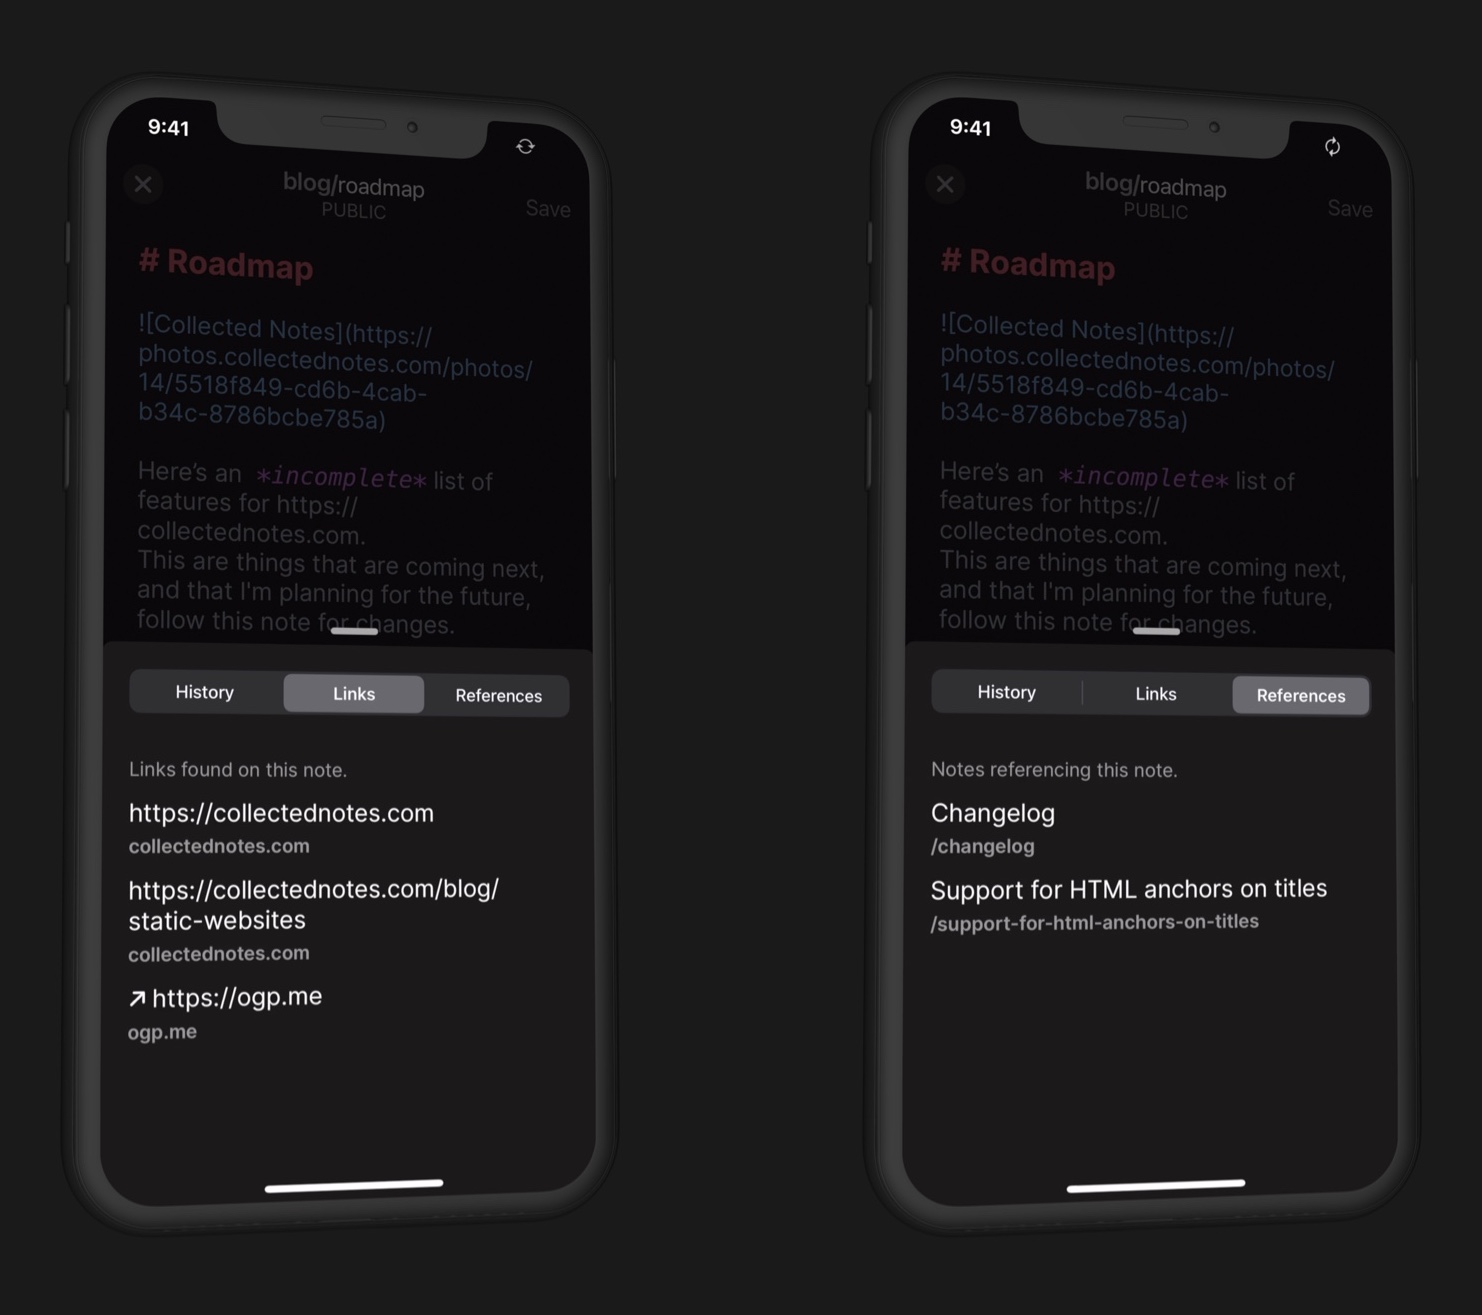 9:41
blog/roadmap
PUBLIC
Save
# Roadmap
![Collected Notes](https://
photos.collectednotes.com/photos/
14/5518f849-cd6b-4cab-
b34c-8786bcbe785a)
Here's an *incomplete* list of
features for https://
collectednotes.com.
This are things that are coming next,
and that I'm planning for the future,
follow this note for changes.
History Links References
Links found on this note.
https://collectednotes.com
collectednotes.com
https://collectednotes.com/blog/
static-websites
collectednotes.com
↗ https://ogp.me
ogp.me
9:41
blog/roadmap
PUBLIC
Save
# Roadmap
![Collected Notes](https://
photos.collectednotes.com/photos/
14/5518f849-cd6b-4cab-
b34c-8786bcbe785a)
Here's an *incomplete* list of
features for https://
collectednotes.com.
This are things that are coming next,
and that I'm planning for the future,
follow this note for changes.
History Links References
Notes referencing this note.
Changelog
/changelog
Support for HTML anchors on titles
/support-for-html-anchors-on-titles